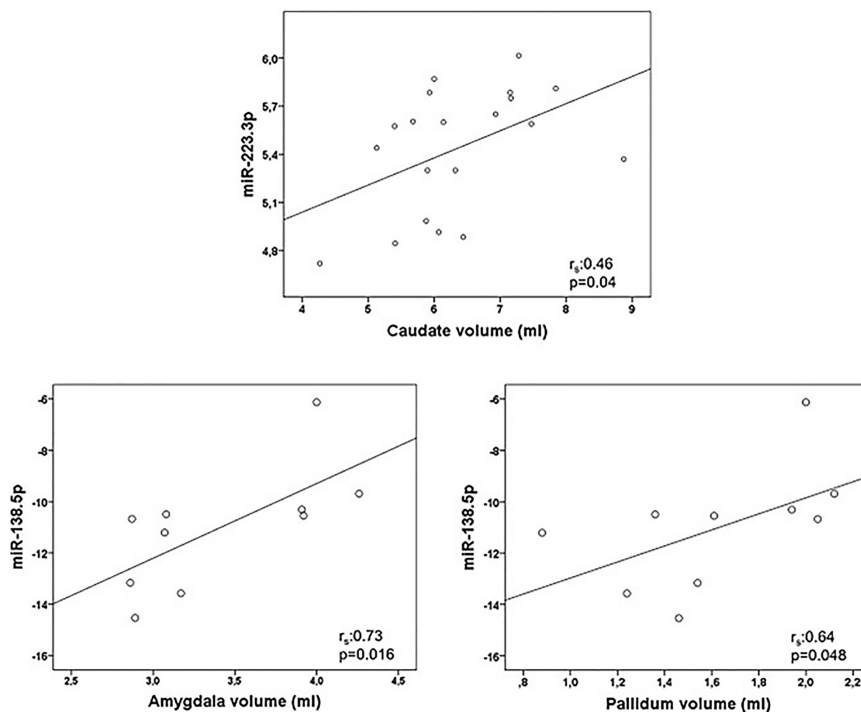 6,0
5,7
5,4
5,1
4,8
miR-223.3p
rs:0.46
p=0.04
4 5 6 7 8 9
Caudate volume (ml)
-6
-8
-10
-12
-14
-16
miR-138.5p
rs:0.73
p=0.016
2,5 3,0 3,5 4,0 4,5
Amygdala volume (ml)
-6
-8
-10
-12
-14
-16
miR-138.5p
rs:0.64
p=0.048
,8 1,0 1,2 1,4 1,6 1,8 2,0 2,2
Pallidum volume (ml)